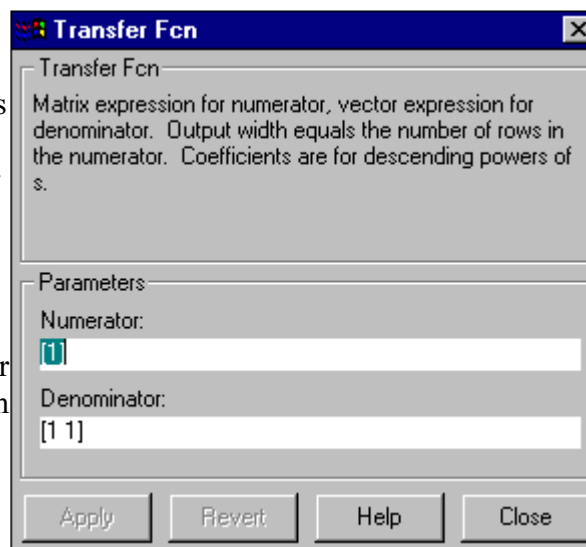 Transfer Fcn
Transfer Fcn
Matrix expression for numerator, vector expression for
denominator.  Output width equals the number of rows in
the numerator.  Coefficients are for descending powers of
s.
Parameters
Numerator:
[1]
Denominator:
[1 1]
Apply
Revert
Help
Close